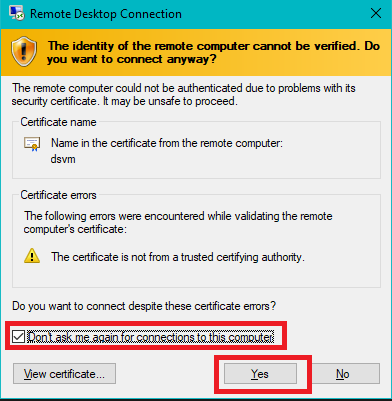 Remote Desktop Connection
The identity of the remote computer cannot be verified. Do
you want to connect anyway?
The remote computer could not be authenticated due to problems with its
security certificate. It may be unsafe to proceed.
Certificate name
Name in the certificate from the remote computer:
dsvm
Certificate errors
The following errors were encountered while validating the remote
computer's certificate:
The certificate is not from a trusted certifying authority.
Do you want to connect despite these certificate errors?
Don't ask me again for connections to this computer
View certificate... Yes No